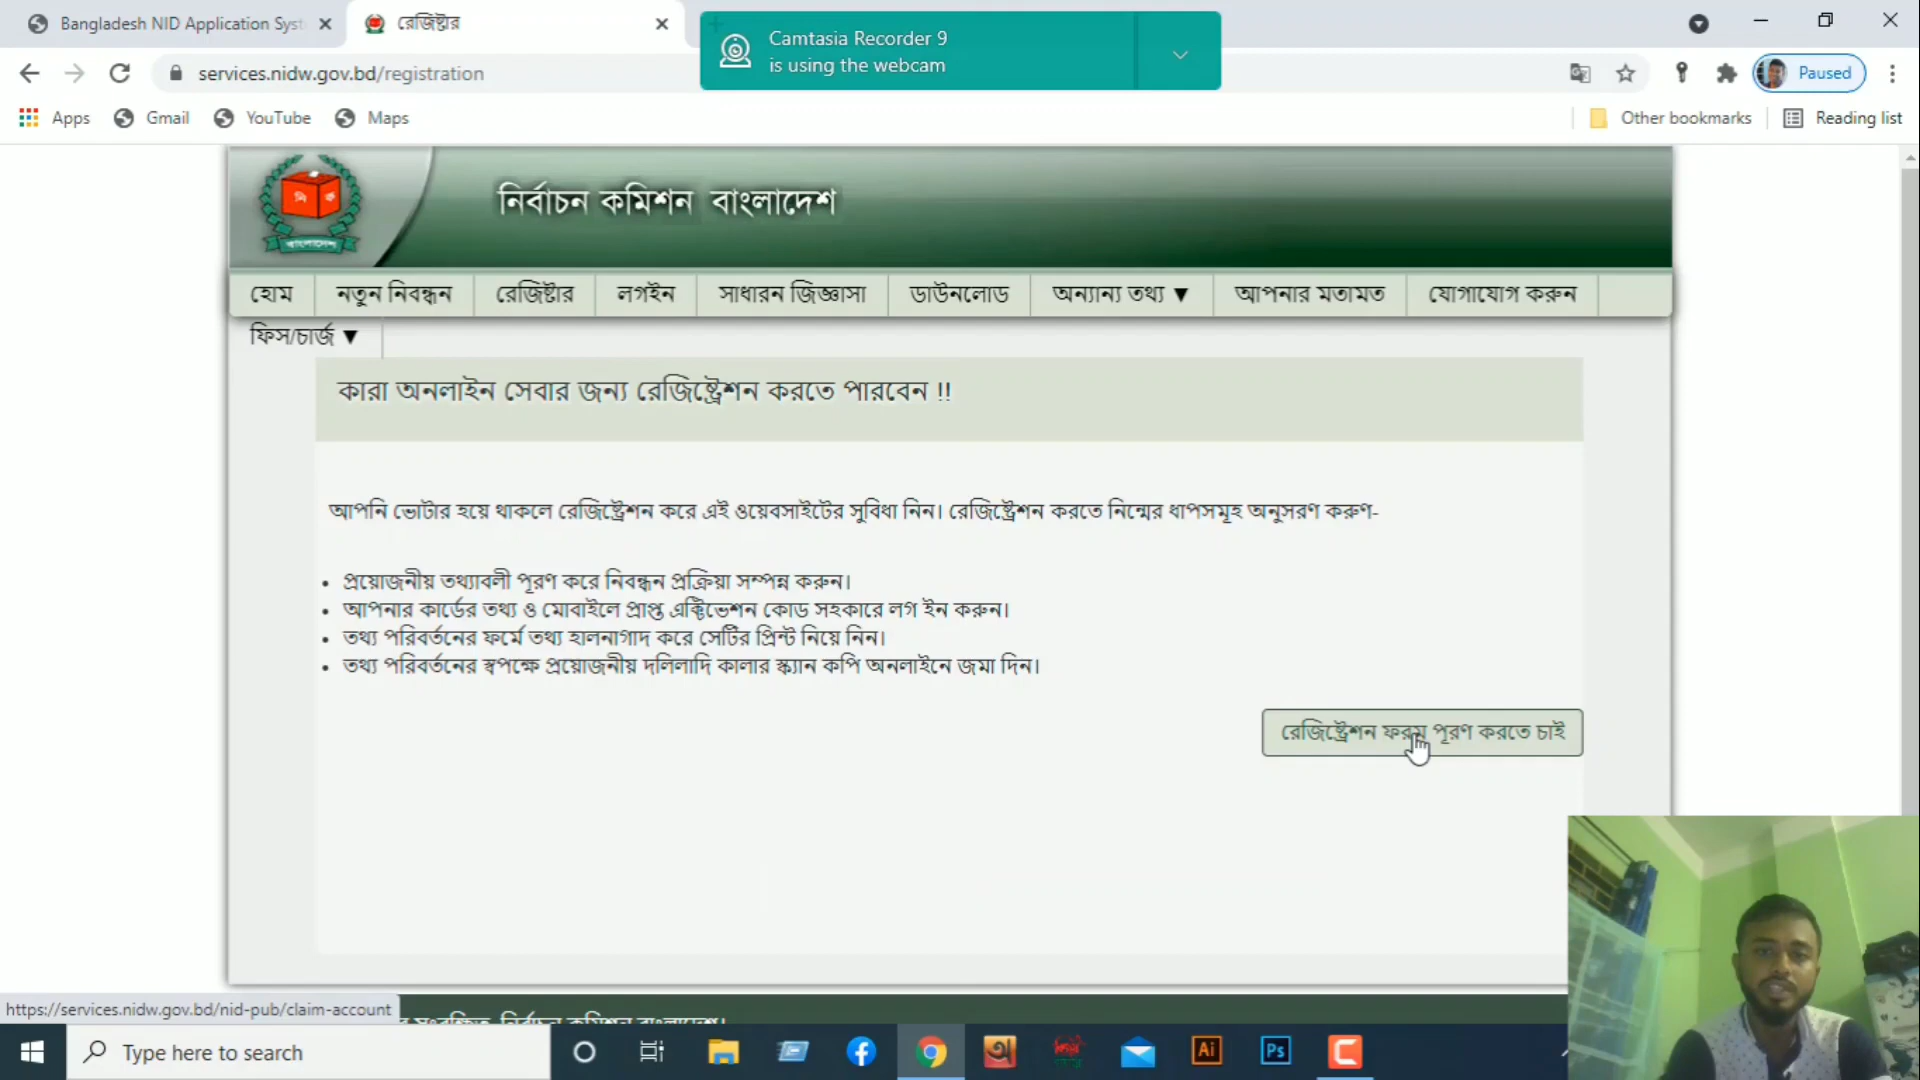 Bangladesh NID Application Syst
রেজিষ্টার
Camtasia Recorder 9
is using the webcam
services.nidw.gov.bd/registration
Paused
Apps
Gmail
YouTube
Maps
Other bookmarks
Reading list
নির্বাচন কমিশন বাংলাদেশ
বাংলাদেশ
হোম
নতুন নিবন্ধন
রেজিষ্টার
লগইন
সাধারন জিজ্ঞাসা
ডাউনলোড
অন্যান্য তথ্য ▼
আপনার মতামত
যোগাযোগ করুন
ফিস/চার্জ ▼
কারা অনলাইন সেবার জন্য রেজিষ্ট্রেশন করতে পারবেন !!
আপনি ভোটার হয়ে থাকলে রেজিষ্ট্রেশন করে এই ওয়েবসাইটের সুবিধা নিন। রেজিষ্ট্রেশন করতে নিম্মের ধাপসমূহ অনুসরণ করুণ-
• প্রয়োজনীয় তথ্যাবলী পূরণ করে নিবন্ধন প্রক্রিয়া সম্পন্ন করুন।
• আপনার কার্ডের তথ্য ও মোবাইলে প্রাপ্ত এক্টিভেশন কোড সহকারে লগ ইন করুন।
• তথ্য পরিবর্তনের ফর্মে তথ্য হালনাগাদ করে সেটির প্রিন্ট নিয়ে নিন।
• তথ্য পরিবর্তনের স্বপক্ষে প্রয়োজনীয় দলিলাদি কালার স্ক্যান কপি অনলাইনে জমা দিন।
রেজিষ্ট্রেশন ফরম পূরণ করতে চাই
https://services.nidw.gov.bd/nid-pub/claim-account
নির্বাচন কমিশন বাংলাদেশ।
Type here to search
Ai
Ps